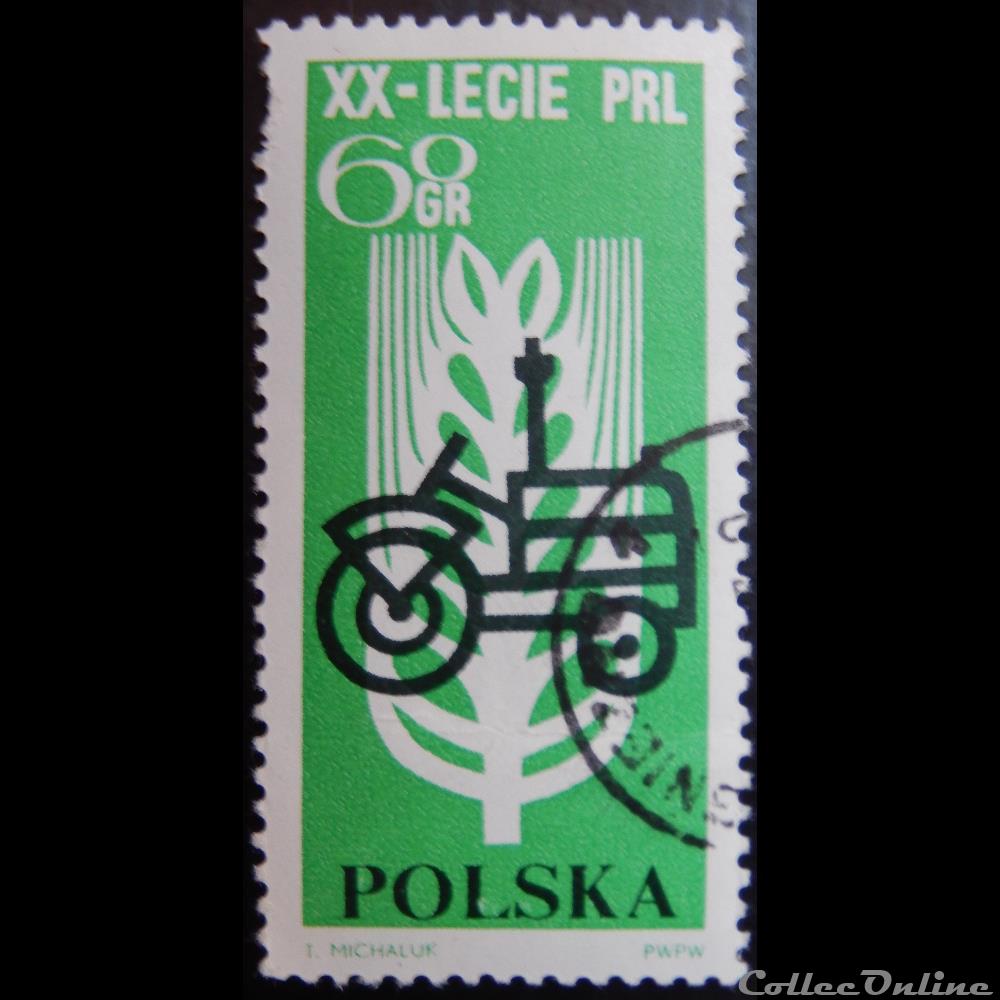 XX-LECIE PRL
60
GR
POLSKA
T. MICHALUK PWPW
CollecOnline